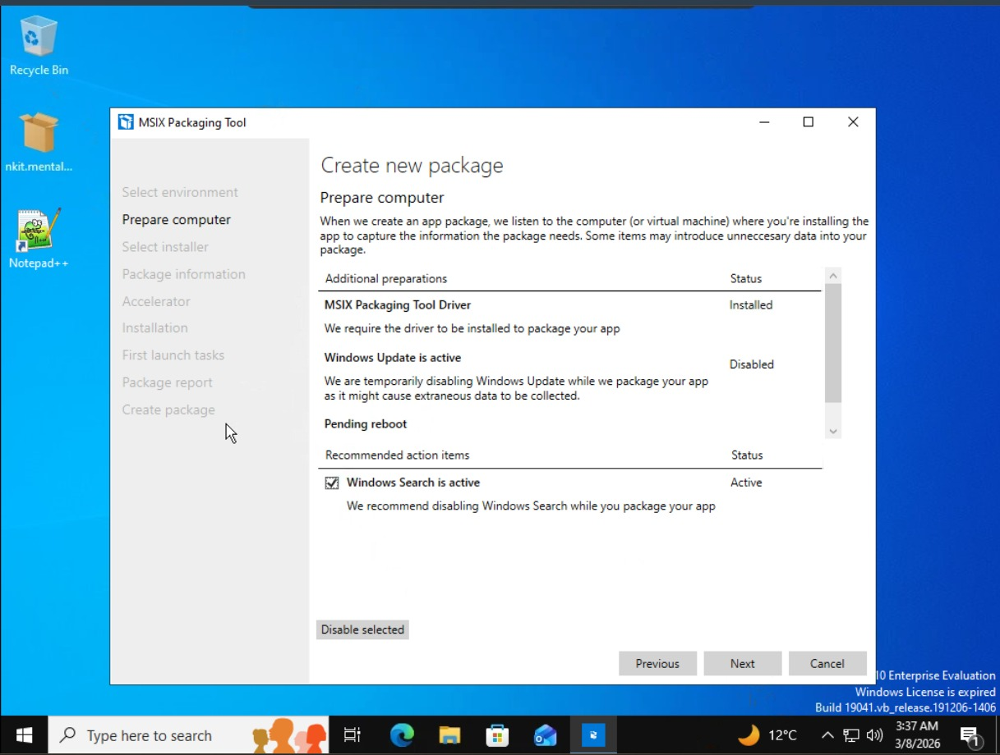 Recycle Bin
nkit.mental...
Notepad++
MSIX Packaging Tool
Select environment
Prepare computer
Select installer
Package information
Accelerator
Installation
First launch tasks
Package report
Create package
Create new package
Prepare computer
When we create an app package, we listen to the computer (or virtual machine) where you're installing the
app to capture the information the package needs. Some items may introduce unneccesary data into your
package.
Additional preparations Status
MSIX Packaging Tool Driver Installed
We require the driver to be installed to package your app
Windows Update is active
Disabled
We are temporarily disabling Windows Update while we package your app
as it might cause extraneous data to be collected.
Pending reboot
Recommended action items Status
Windows Search is active Active
We recommend disabling Windows Search while you package your app
Disable selected
Previous Next Cancel
10 Enterprise Evaluation
Windows License is expired
Build 19041.vb_release.191206-1406
Type here to search
12°C
3:37 AM
3/8/2026
1